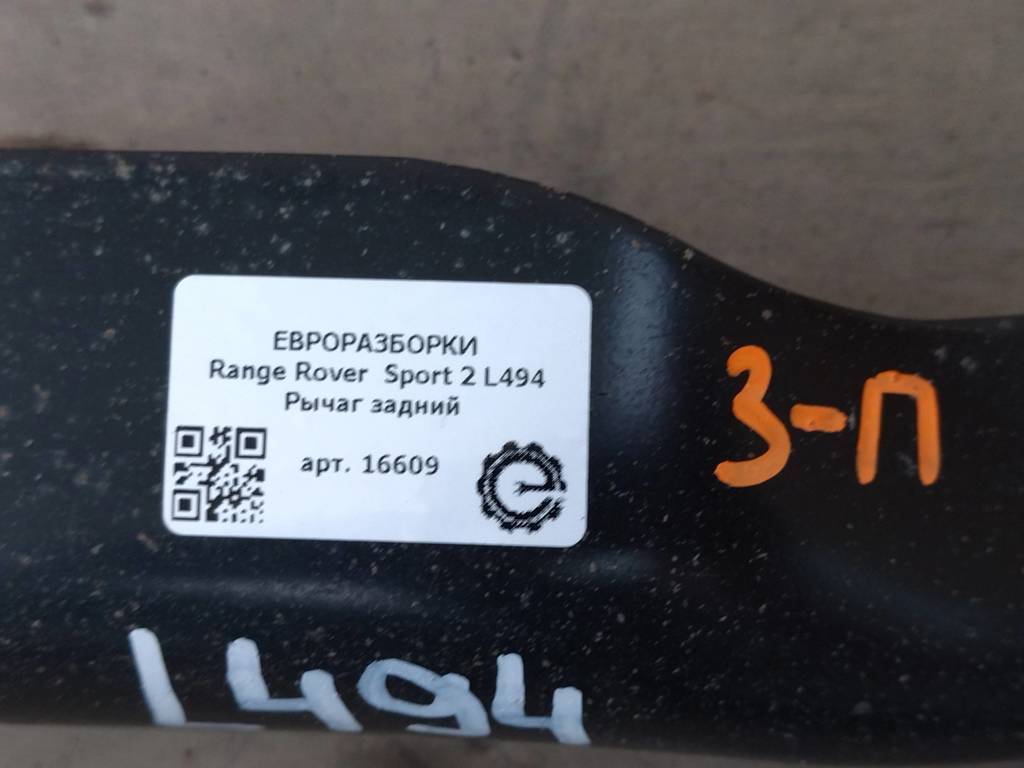 ЕВРОРАЗБОРКИ
Range Rover Sport 2 L494
Рычаг задний
арт. 16609
З-П
L494